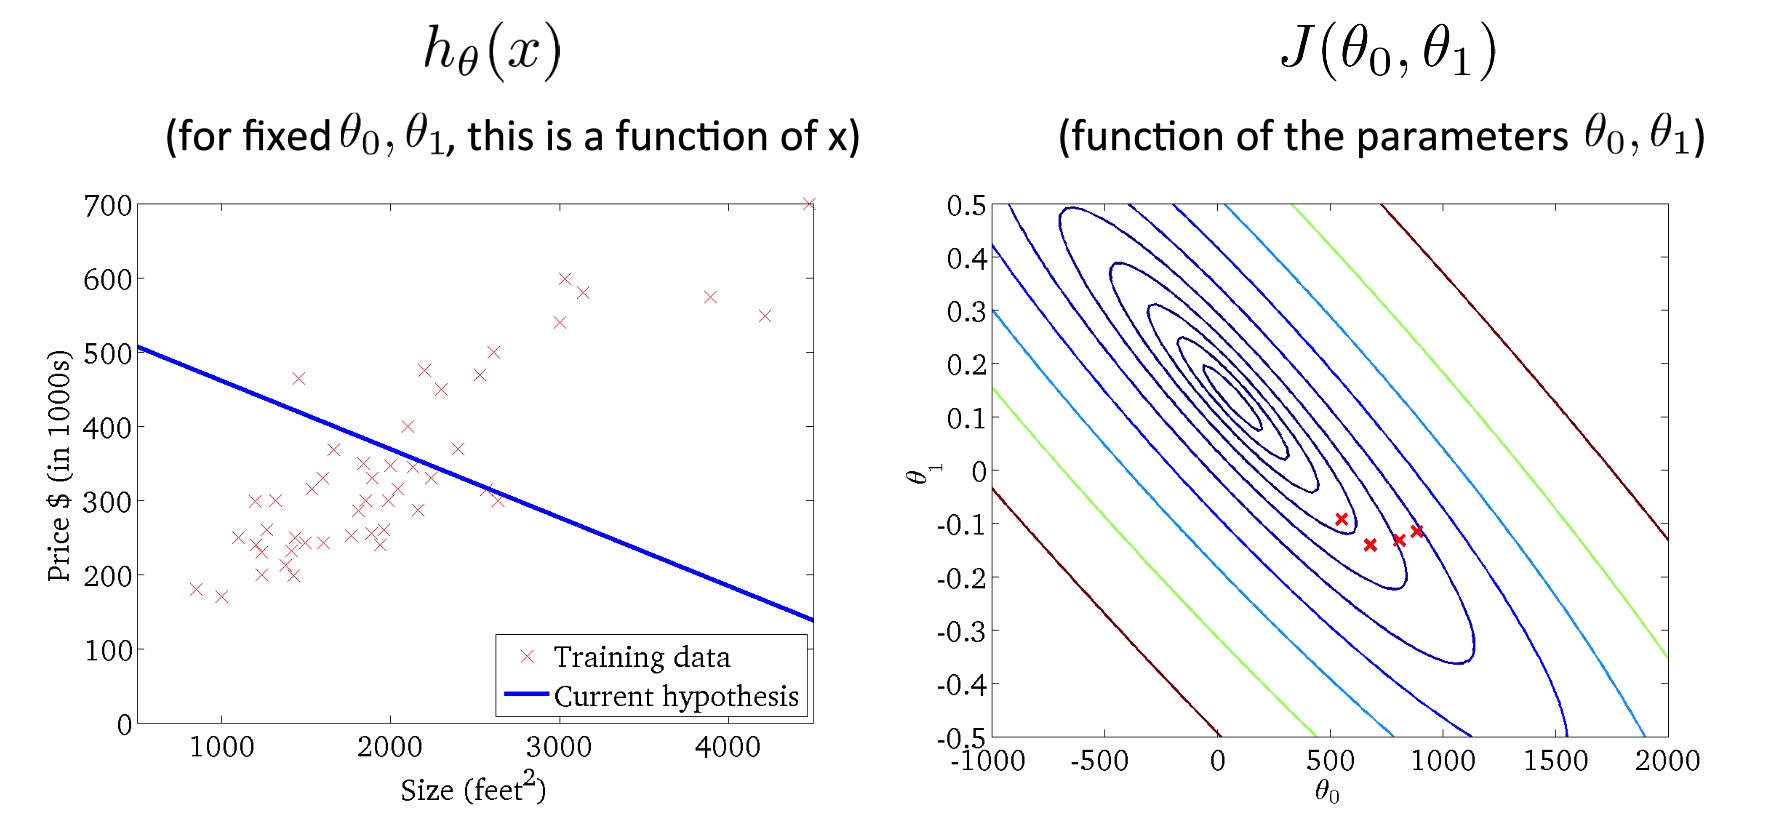 h_θ(x)
(for fixed θ₀, θ₁, this is a function of x)
700
600
500
400
300
200
100
0
Price $ (in 1000s)
1000 2000 3000 4000
Size (feet²)
Training data
Current hypothesis
J(θ₀, θ₁)
(function of the parameters θ₀, θ₁)
0.5
0.4
0.3
0.2
0.1
0
-0.1
-0.2
-0.3
-0.4
-0.5
θ₁
-1000 -500 0 500 1000 1500 2000
θ₀